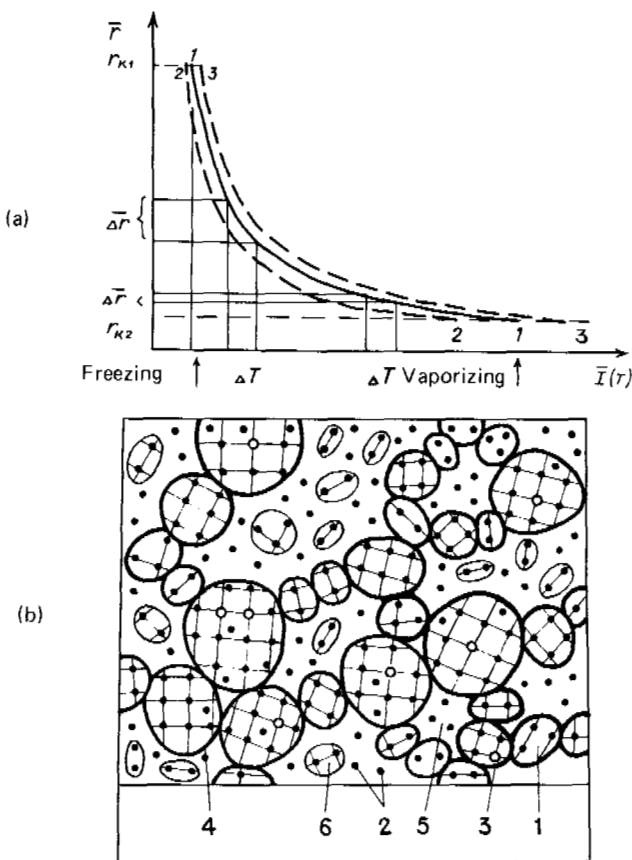 r̅
r_K1
1
2 3
(a)
Δr̅ {
Δr̅ <
r_K2
2 1 3
Freezing ↑ ΔT ΔT Vaporizing ↑ I̅(T)
(b)
4 6 2 5 3 1